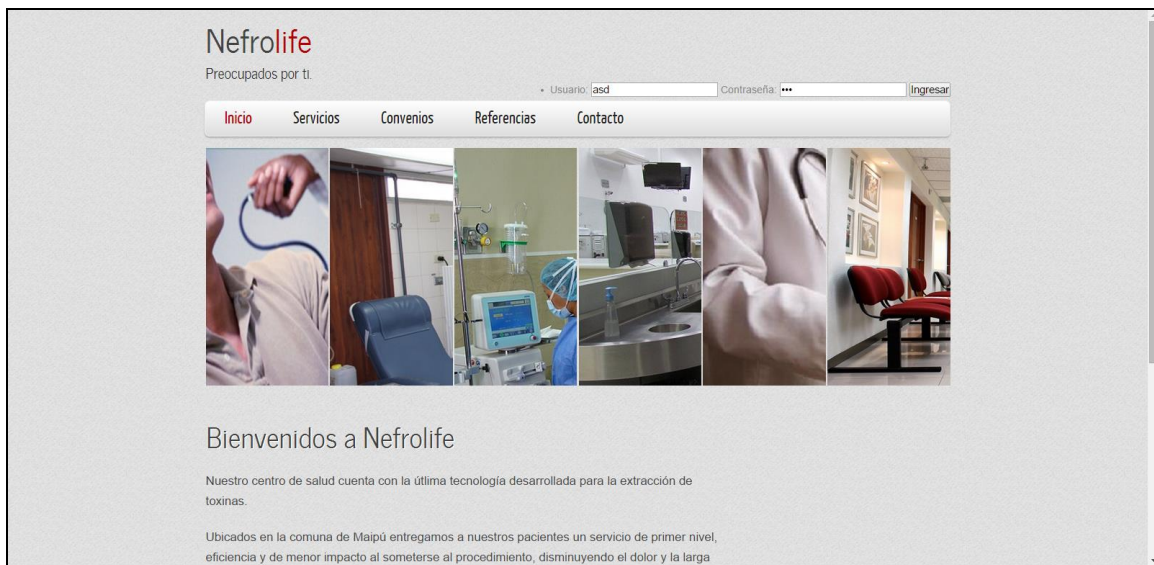 Nefrolife
Preocupados por ti.
Usuario: asd Contraseña: ••• Ingresar
Inicio Servicios Convenios Referencias Contacto
Bienvenidos a Nefrolife
Nuestro centro de salud cuenta con la útlima tecnología desarrollada para la extracción de
toxinas.
Ubicados en la comuna de Maipú entregamos a nuestros pacientes un servicio de primer nivel,
eficiencia y de menor impacto al someterse al procedimiento, disminuyendo el dolor y la larga